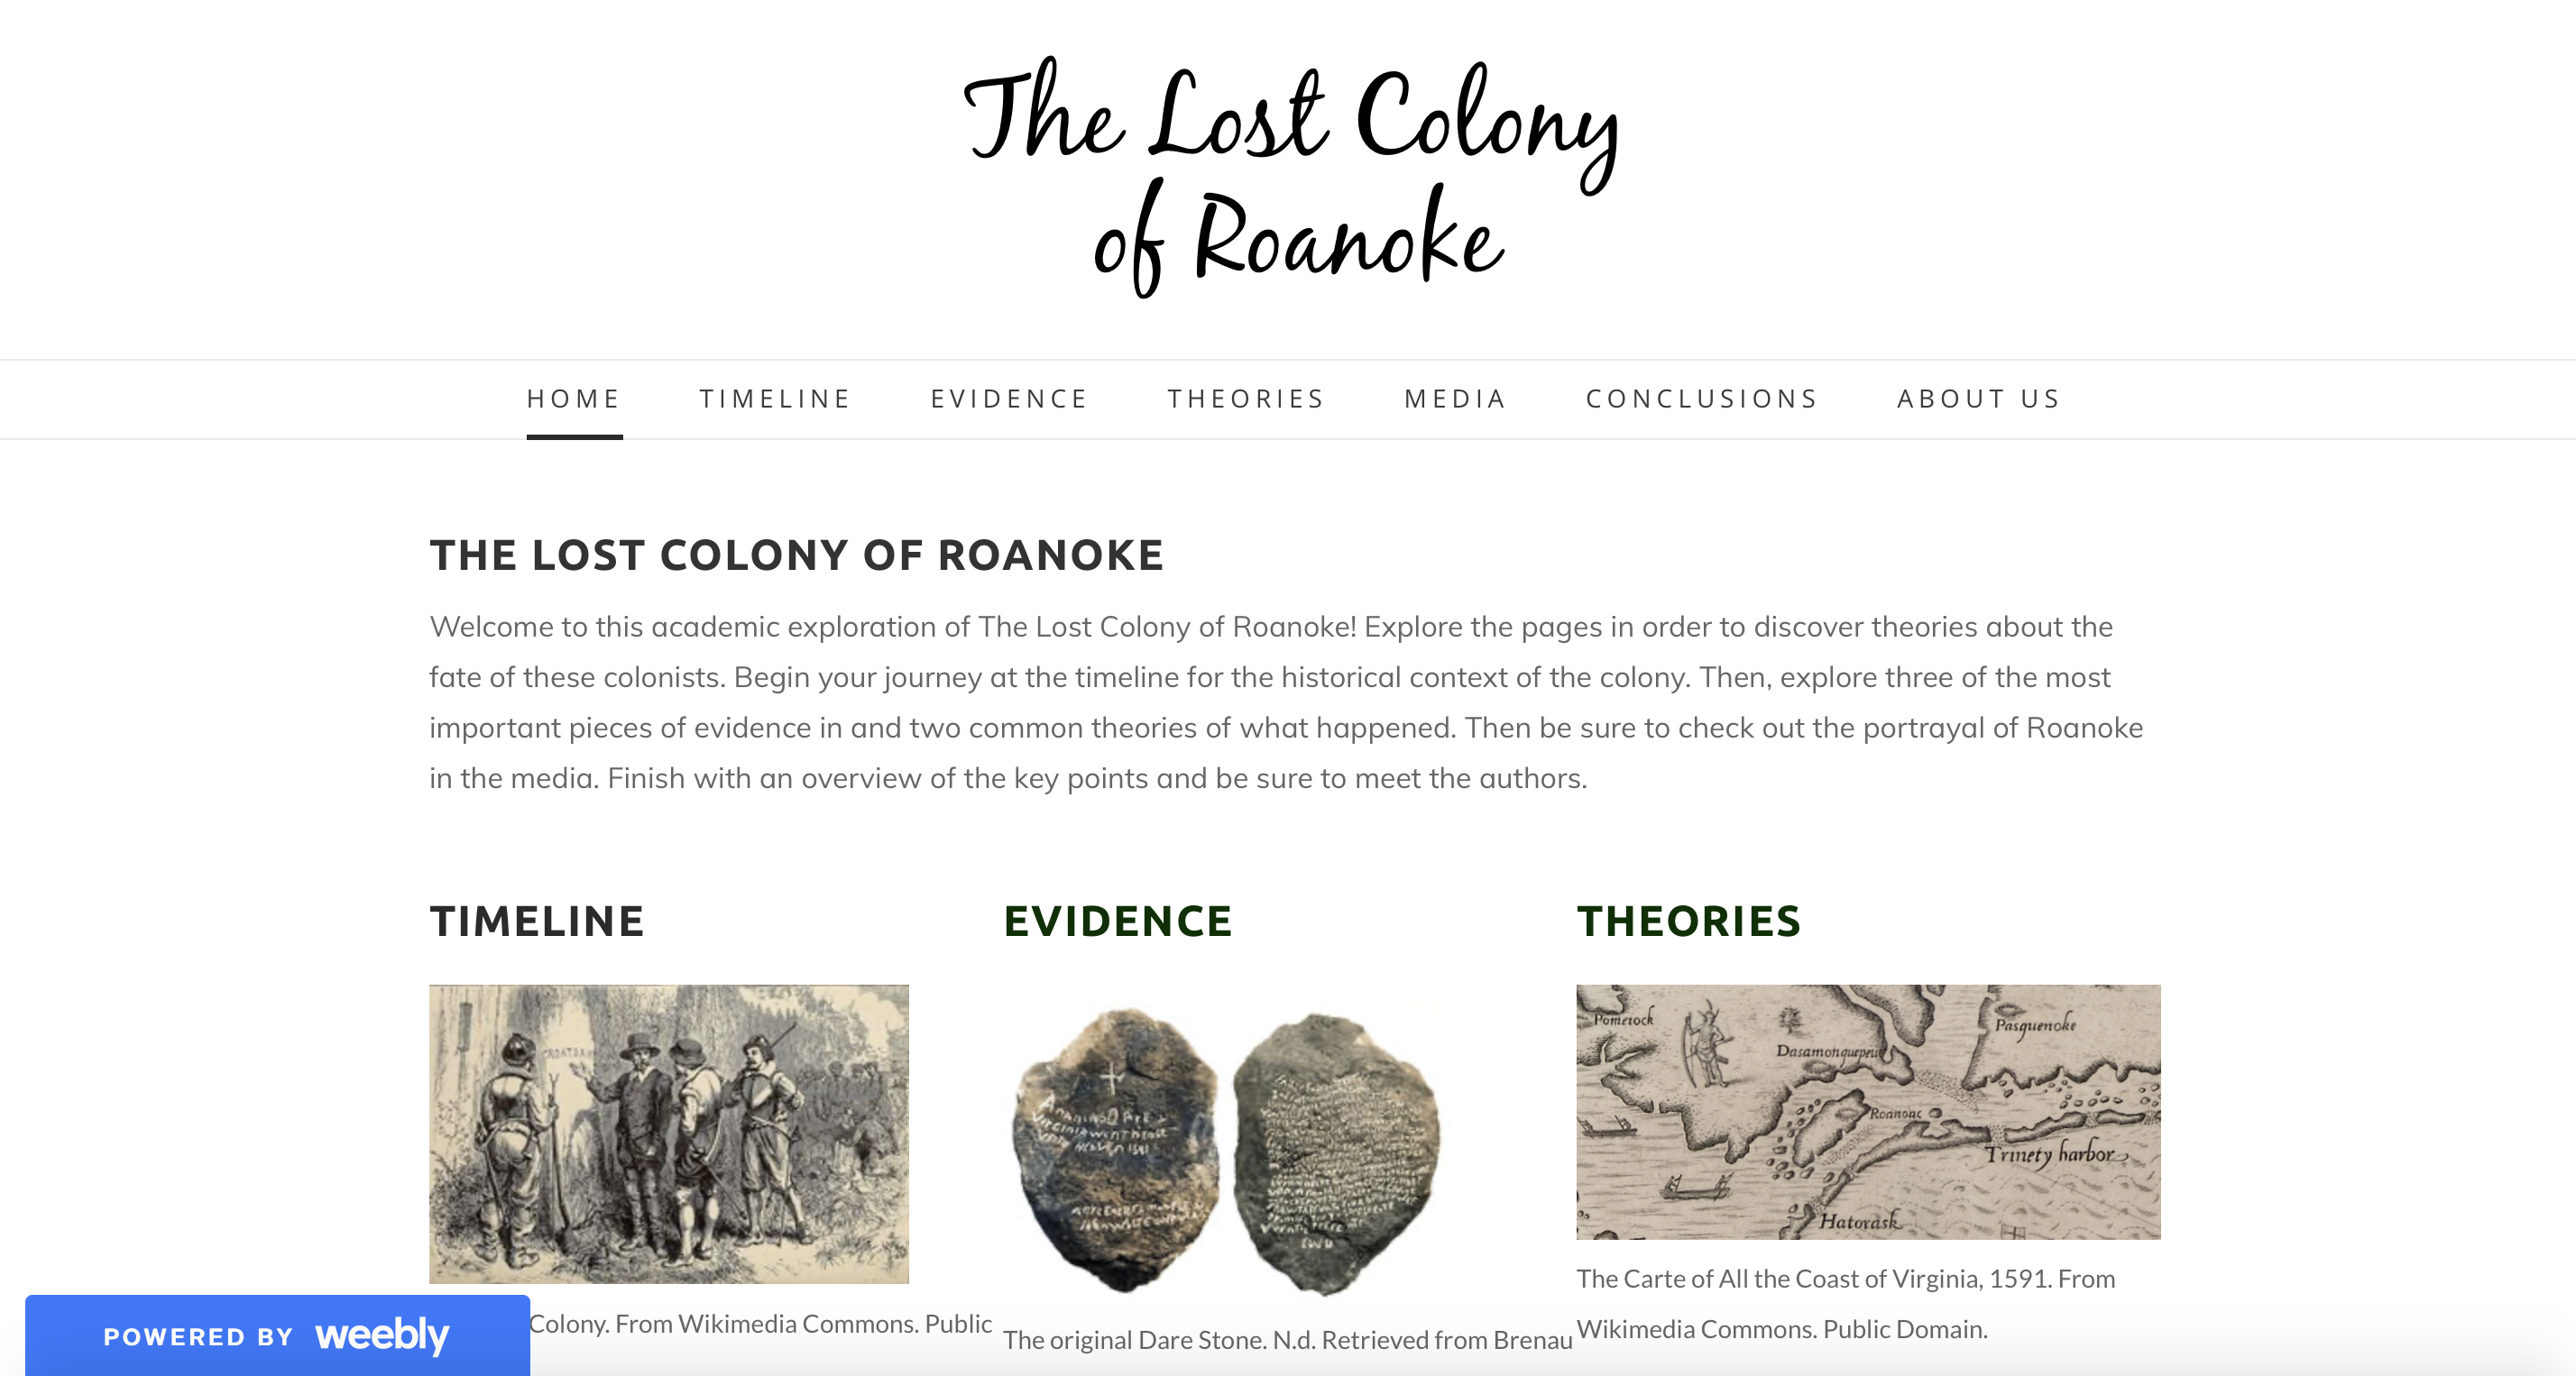 The Lost Colony
of Roanoke
HOME TIMELINE EVIDENCE THEORIES MEDIA CONCLUSIONS ABOUT US
THE LOST COLONY OF ROANOKE
Welcome to this academic exploration of The Lost Colony of Roanoke! Explore the pages in order to discover theories about the
fate of these colonists. Begin your journey at the timeline for the historical context of the colony. Then, explore three of the most
important pieces of evidence in and two common theories of what happened. Then be sure to check out the portrayal of Roanoke
in the media. Finish with an overview of the key points and be sure to meet the authors.
TIMELINE
CROATOAN
Colony. From Wikimedia Commons. Public
EVIDENCE
The original Dare Stone. N.d. Retrieved from Brenau
THEORIES
Pomeiock
Pasquenoke
Dasamonquepeuc
Roanoac
Trinety harbor
Hatorask
The Carte of All the Coast of Virginia, 1591. From
Wikimedia Commons. Public Domain.
POWERED BY weebly